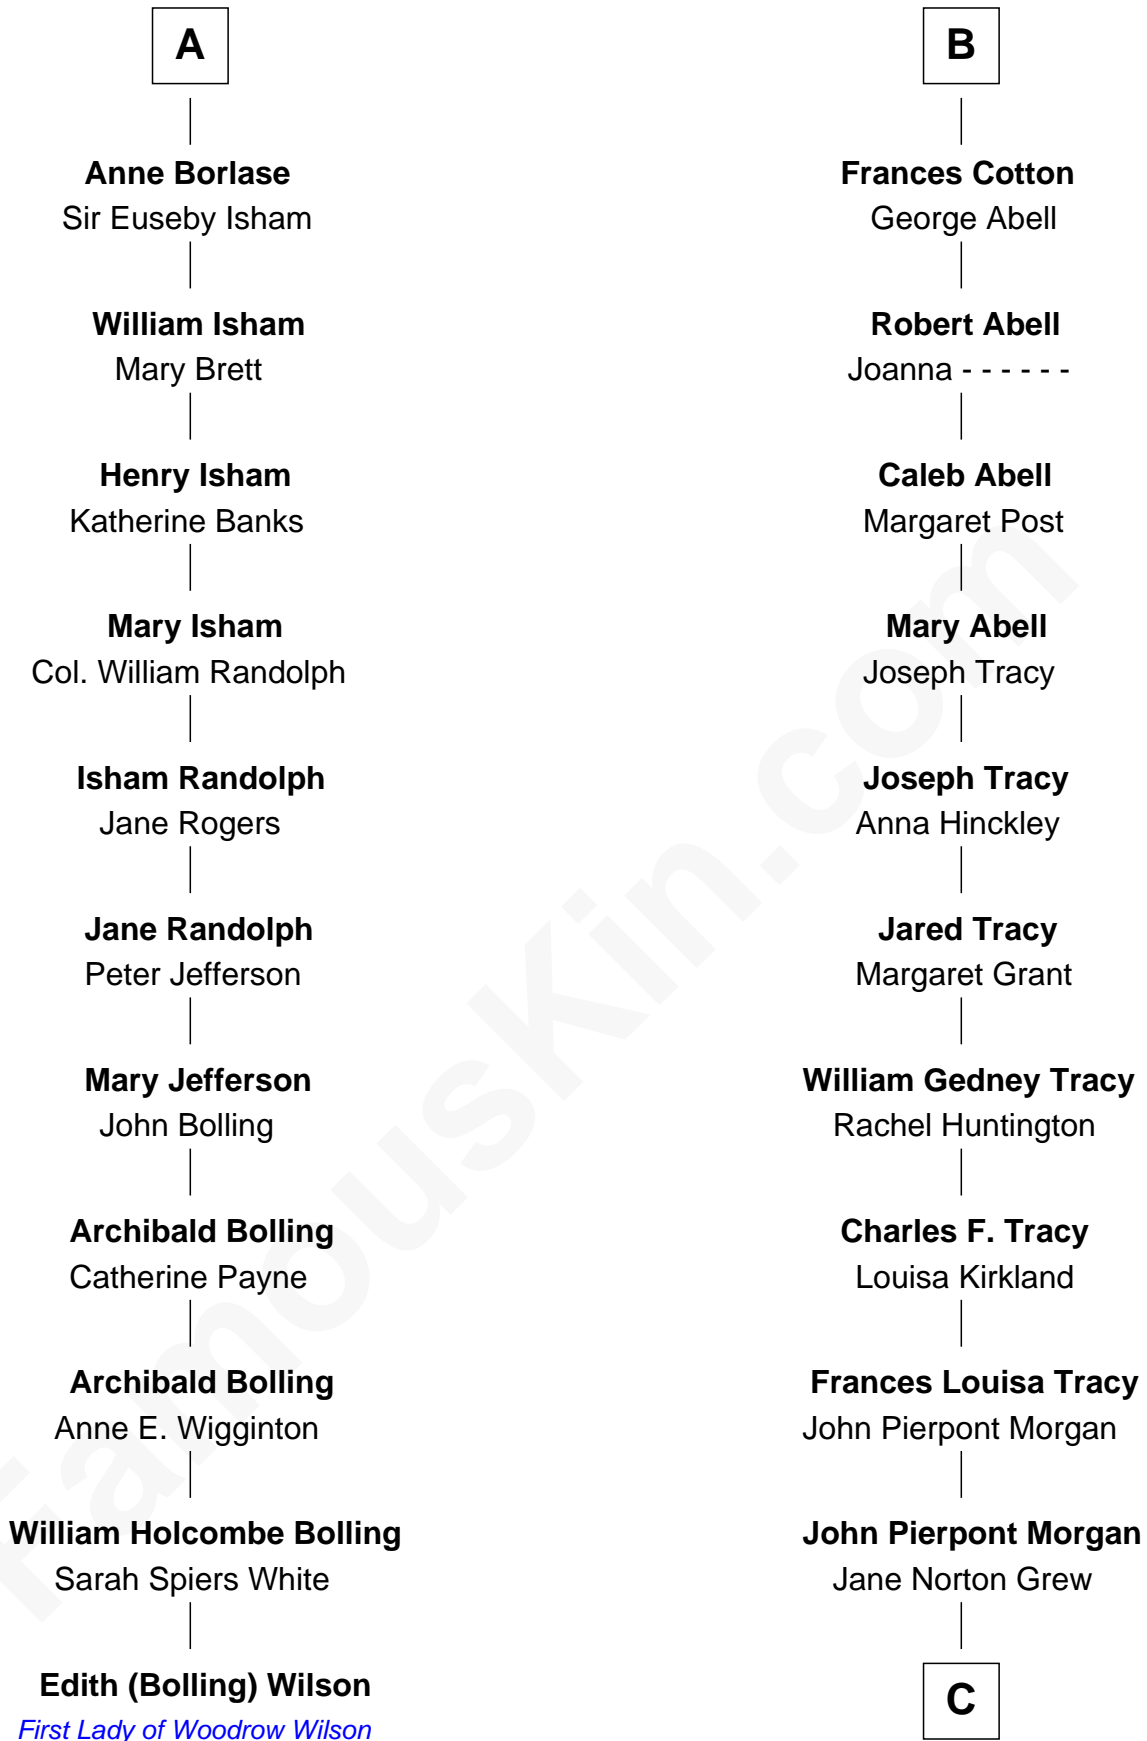 A
Anne Borlase
Sir Euseby Isham
William Isham
Mary Brett
Henry Isham
Katherine Banks
Mary Isham
Col. William Randolph
Isham Randolph
Jane Rogers
Jane Randolph
Peter Jefferson
Mary Jefferson
John Bolling
Archibald Bolling
Catherine Payne
Archibald Bolling
Anne E. Wigginton
William Holcombe Bolling
Sarah Spiers White
Edith (Bolling) Wilson
First Lady of Woodrow Wilson
B
Frances Cotton
George Abell
Robert Abell
Joanna - - - - - -
Caleb Abell
Margaret Post
Mary Abell
Joseph Tracy
Joseph Tracy
Anna Hinckley
Jared Tracy
Margaret Grant
William Gedney Tracy
Rachel Huntington
Charles F. Tracy
Louisa Kirkland
Frances Louisa Tracy
John Pierpont Morgan
John Pierpont Morgan
Jane Norton Grew
C
FamousKin.com